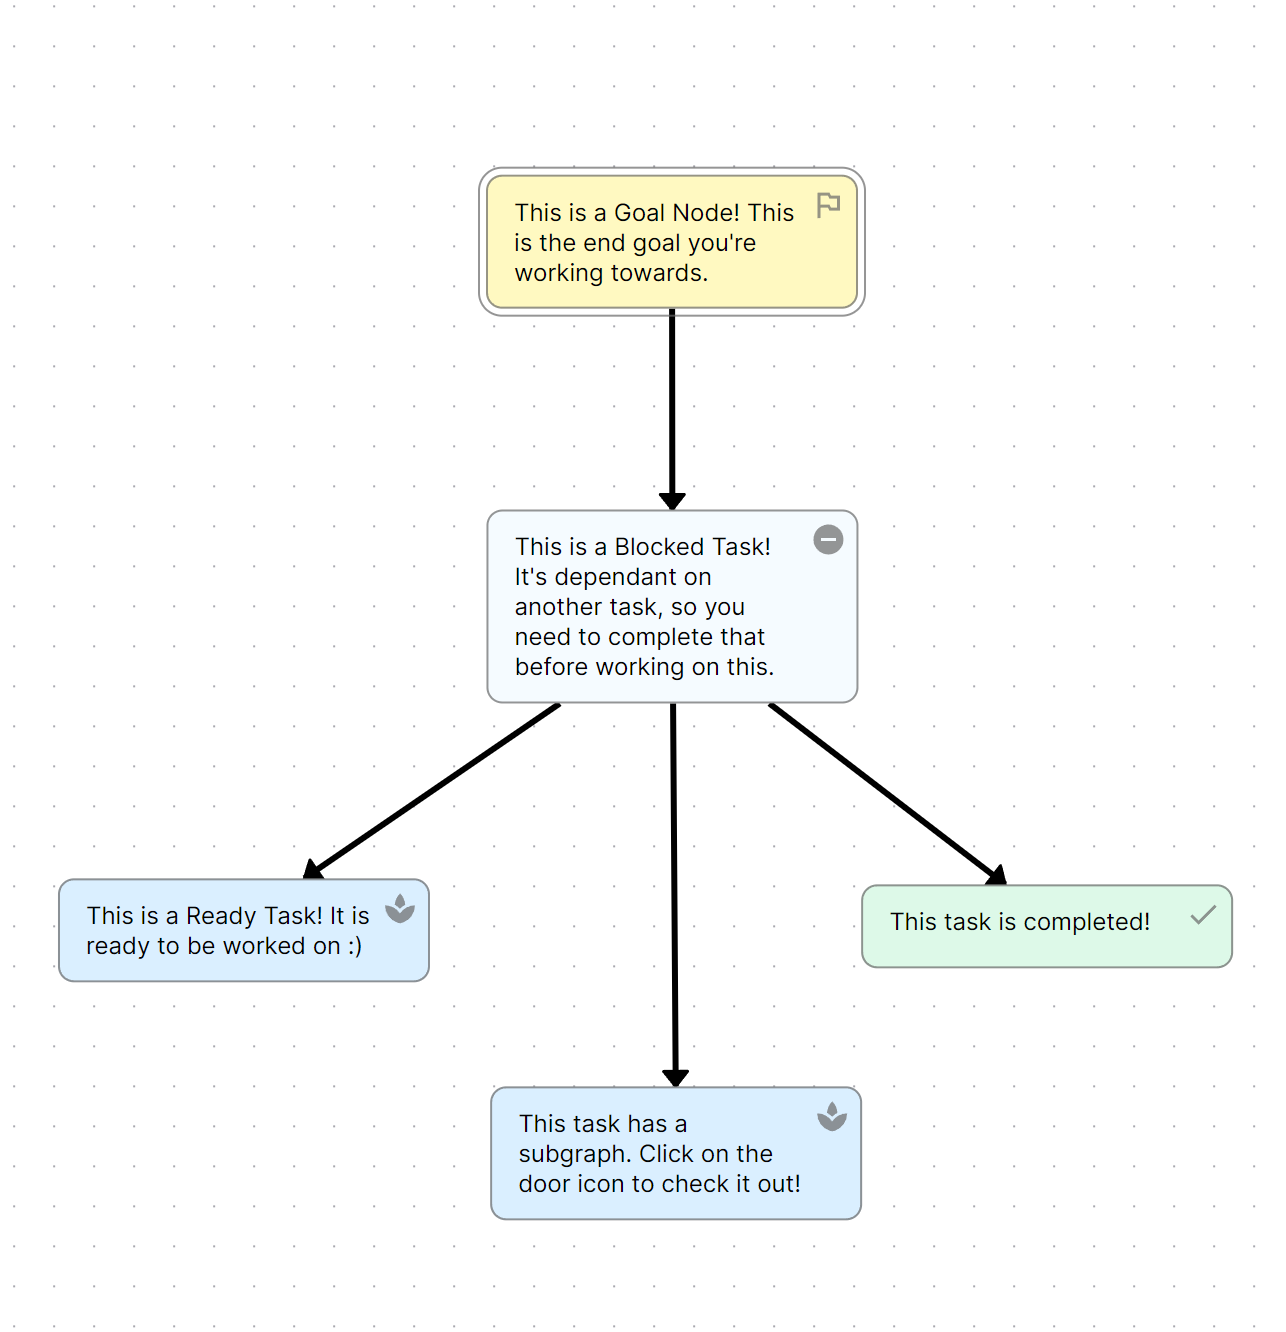 This is a Goal Node! This
is the end goal you're
working towards.
This is a Blocked Task!
It's dependant on
another task, so you
need to complete that
before working on this.
This is a Ready Task! It is
ready to be worked on :)
This task is completed!
This task has a
subgraph. Click on the
door icon to check it out!